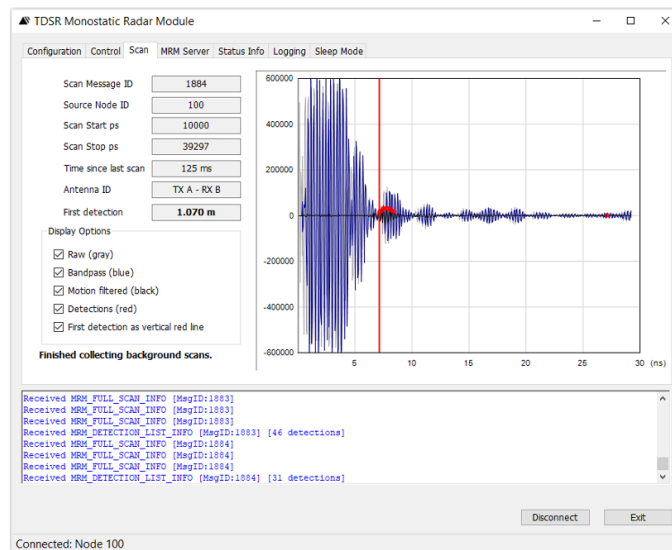 TDSR Monostatic Radar Module
Configuration Control Scan MRM Server Status Info Logging Sleep Mode
Scan Message ID 1884
Source Node ID 100
Scan Start ps 10000
Scan Stop ps 39297
Time since last scan 125 ms
Antenna ID TX A - RX B
First detection 1.070 m
Display Options
Raw (gray)
Bandpass (blue)
Motion filtered (black)
Detections (red)
First detection as vertical red line
Finished collecting background scans.
600000
400000
200000
0
-200000
-400000
-600000
5 10 15 20 25 30 (ns)
Received MRM_FULL_SCAN_INFO [MsgID:1883]
Received MRM_FULL_SCAN_INFO [MsgID:1883]
Received MRM_FULL_SCAN_INFO [MsgID:1883]
Received MRM_DETECTION_LIST_INFO [MsgID:1883] [46 detections]
Received MRM_FULL_SCAN_INFO [MsgID:1884]
Received MRM_FULL_SCAN_INFO [MsgID:1884]
Received MRM_FULL_SCAN_INFO [MsgID:1884]
Received MRM_DETECTION_LIST_INFO [MsgID:1884] [31 detections]
Disconnect Exit
Connected: Node 100